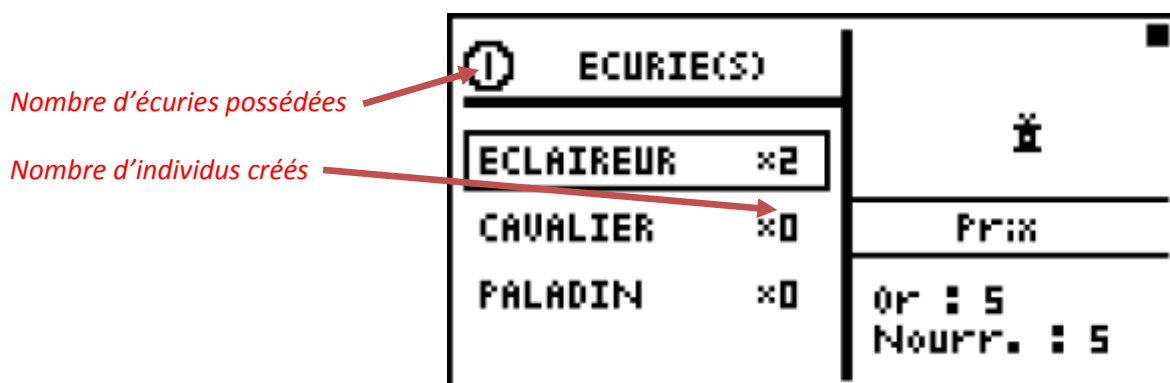 1 ECURIE(S)
Nombre d'écuries possédées
Nombre d'individus créés
ECLAIREUR ×2
CAVALIER ×0
PALADIN ×0
Prix
Or : 5
Nourr. : 5